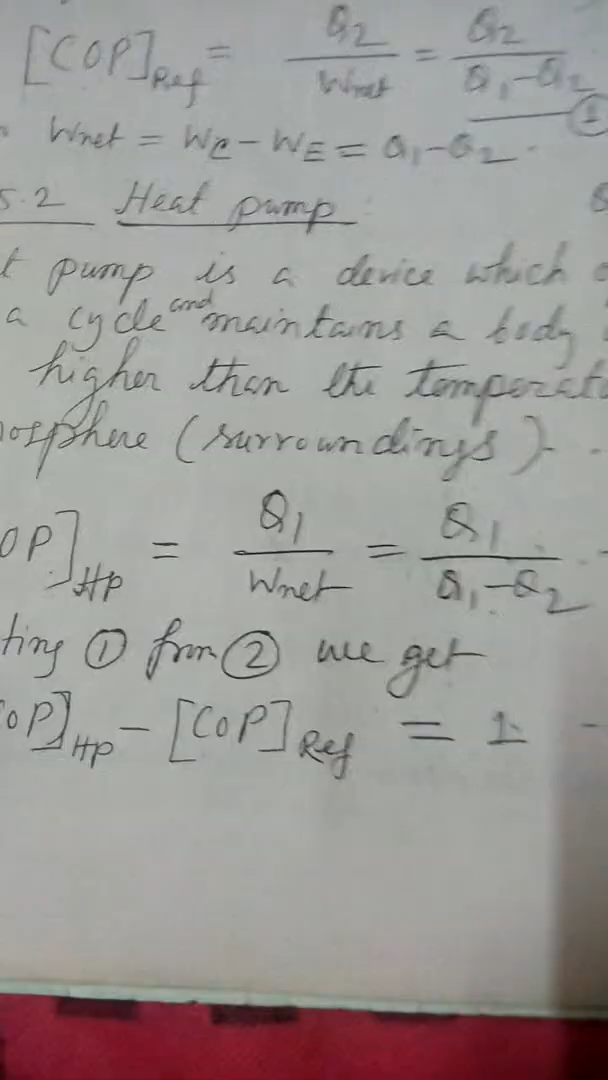 [COP]Ref = Q2/Wnet = Q2/(Q1-Q2)
①
Wnet = Wc - WE = Q1-Q2.
5.2 Heat pump
t pump is a device which
a cycle and maintains a body
higher than the temperat
osphere (surroundings).
OP]HP = Q1/Wnet = Q1/(Q1-Q2)
ting ① from ② we get
OP]HP - [COP]Ref = 1